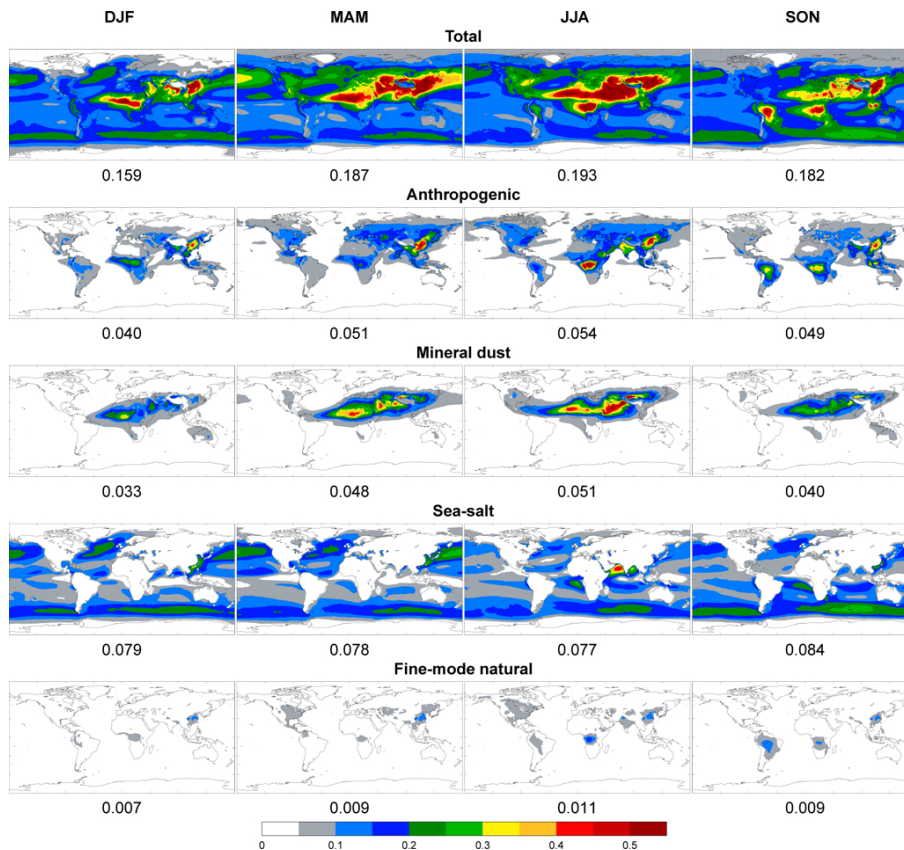 DJF MAM JJA SON
Total
0.159 0.187 0.193 0.182
Anthropogenic
0.040 0.051 0.054 0.049
Mineral dust
0.033 0.048 0.051 0.040
Sea-salt
0.079 0.078 0.077 0.084
Fine-mode natural
0.007 0.009 0.011 0.009
0 0.1 0.2 0.3 0.4 0.5